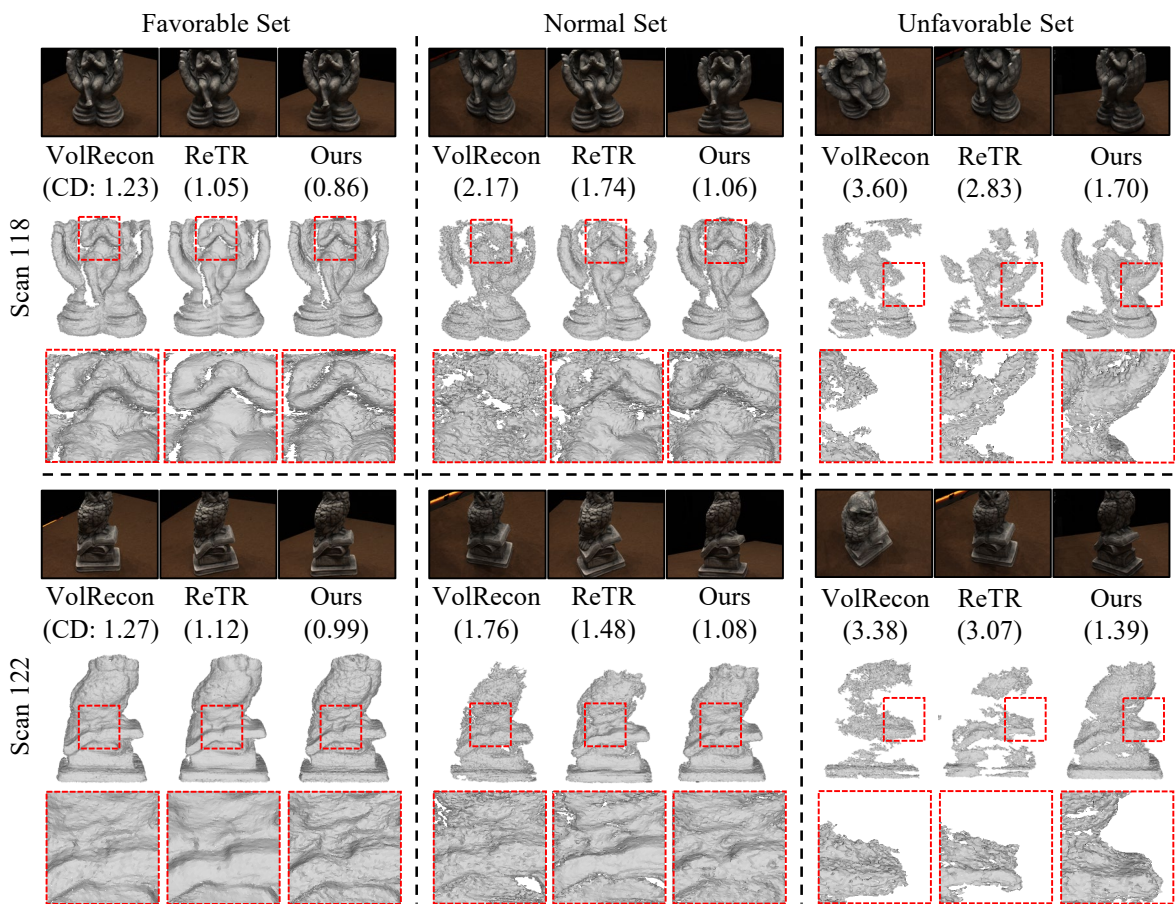 Favorable Set
Normal Set
Unfavorable Set
Scan 118
VolRecon ReTR Ours
(CD: 1.23) (1.05) (0.86)
VolRecon ReTR Ours
(2.17) (1.74) (1.06)
VolRecon ReTR Ours
(3.60) (2.83) (1.70)
Scan 122
VolRecon ReTR Ours
(CD: 1.27) (1.12) (0.99)
VolRecon ReTR Ours
(1.76) (1.48) (1.08)
VolRecon ReTR Ours
(3.38) (3.07) (1.39)